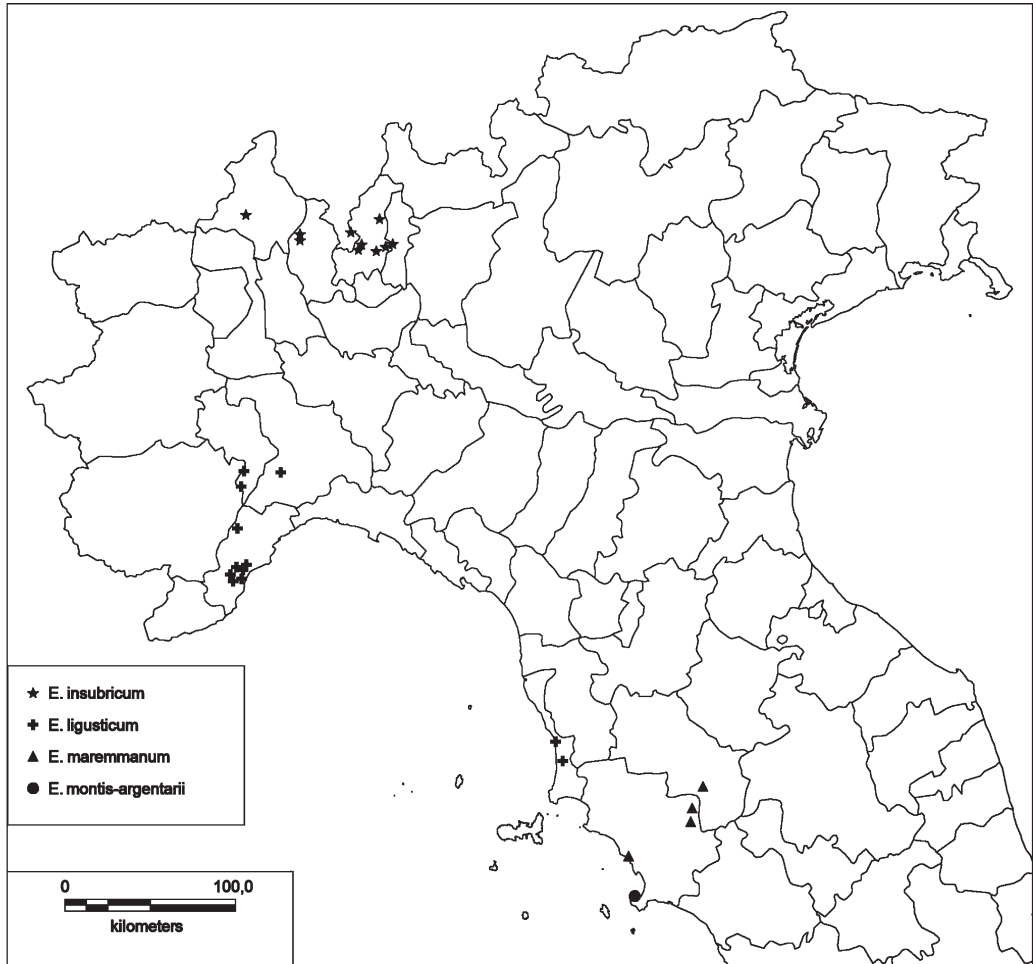 E. insubricum
E. ligusticum
E. maremmanum
E. montis-argentarii
0 100,0
kilometers